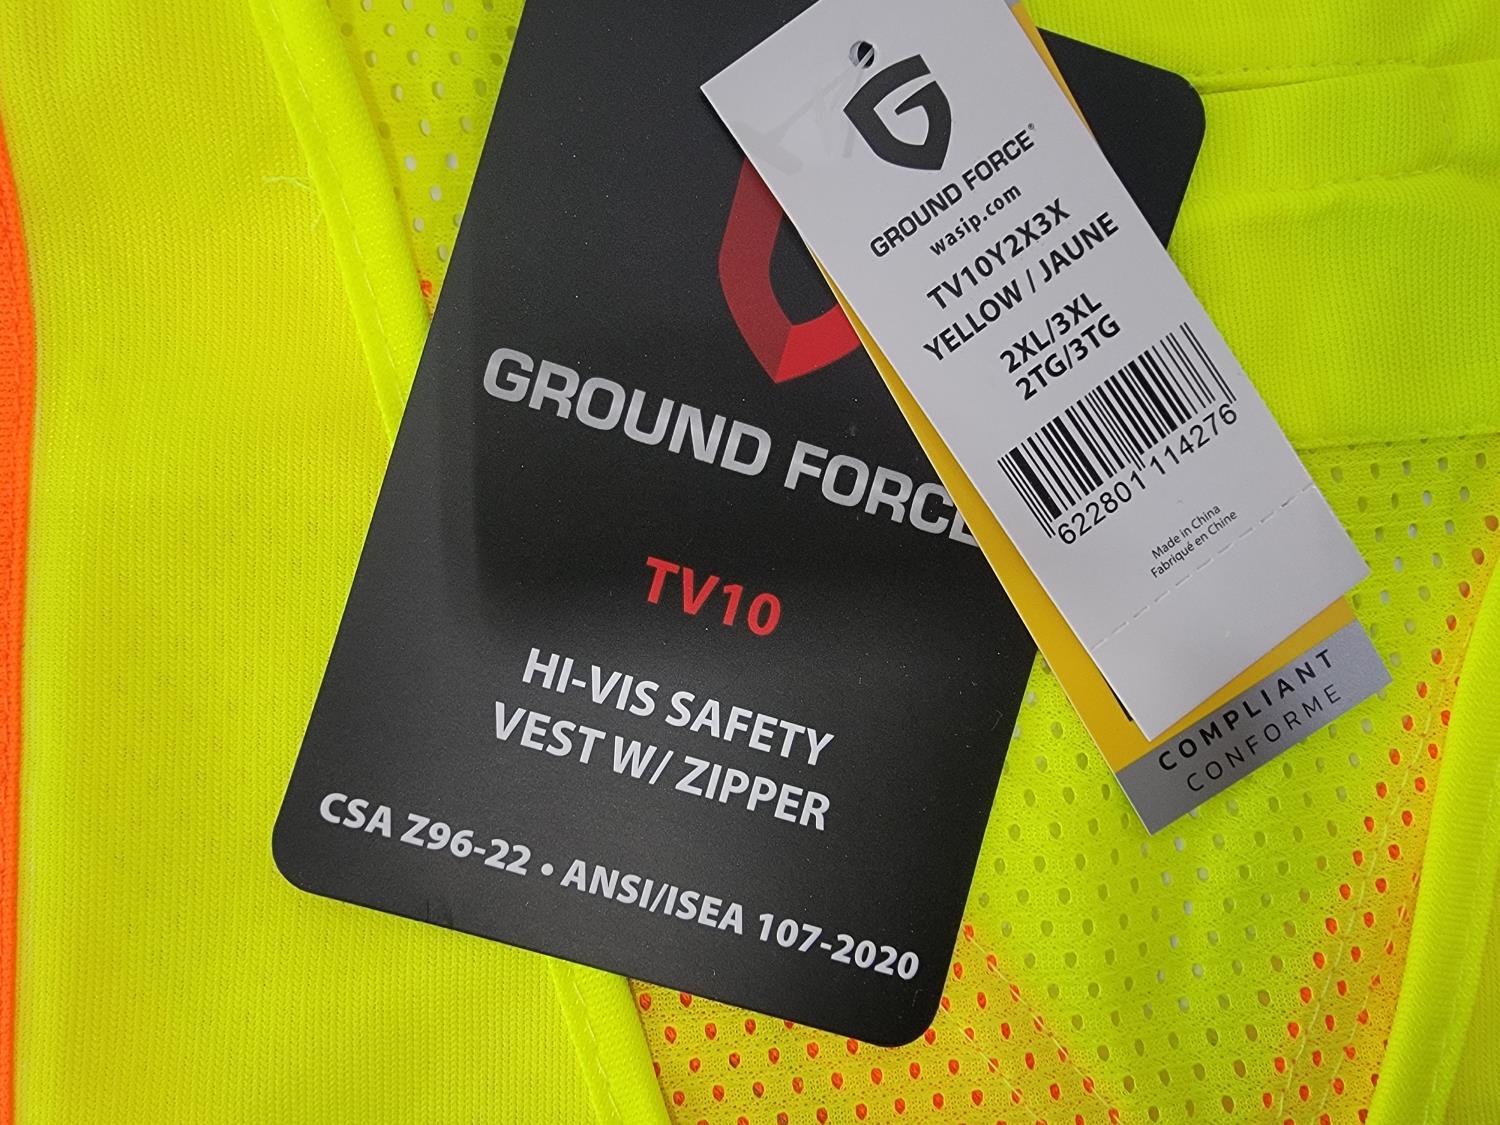 GROUND FORCE
TV10
HI-VIS SAFETY
VEST W/ ZIPPER
CSA Z96-22 • ANSI/ISEA 107-2020
G
GROUND FORCE®
wasip.com
TV10Y2X3X
YELLOW / JAUNE
2XL/3XL
2TG/3TG
622801 114276
Made in China
Fabriqué en Chine
COMPLIANT
CONFORME